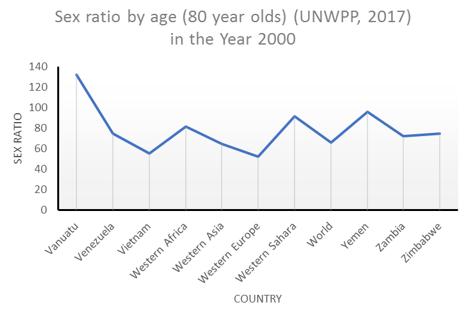 Sex ratio by age (80 year olds) (UNWPP, 2017)
in the Year 2000
140
120
100
80
60
40
20
0
SEX RATIO
Vanuatu
Venezuela
Vietnam
Western Africa
Western Asia
Western Europe
Western Sahara
World
Yemen
Zambia
Zimbabwe
COUNTRY